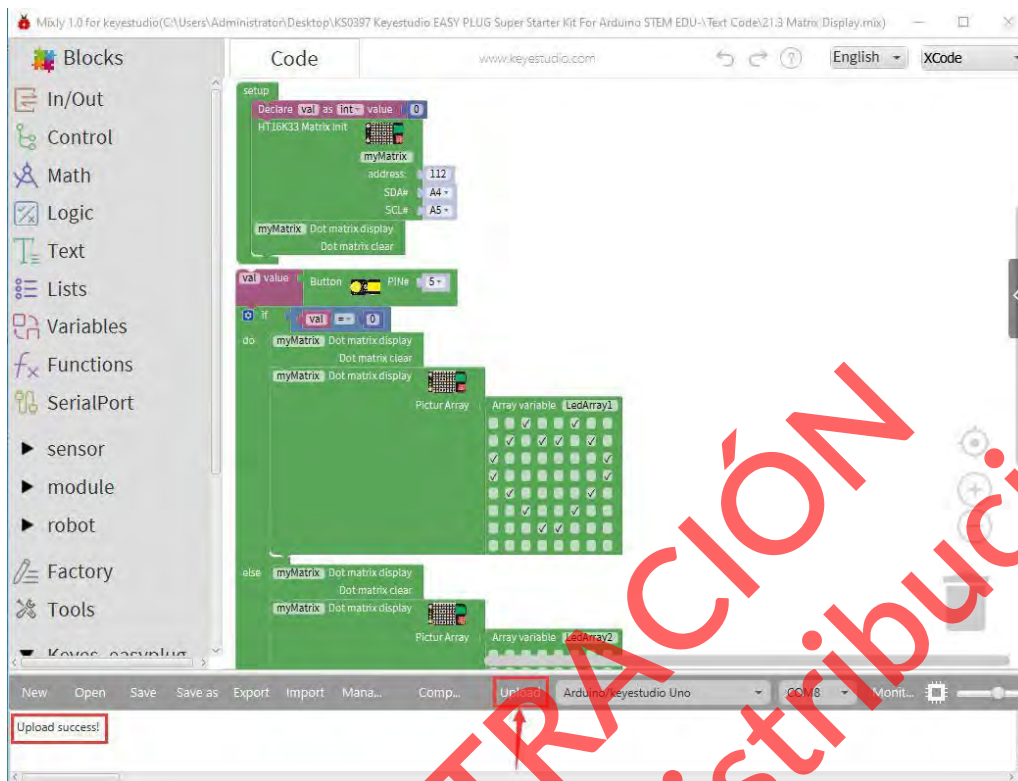 Mixly 1.0 for keyestudio(C:\Users\Administrator\Desktop\KS0397 Keyestudio EASY PLUG Super Starter Kit For Arduino STEM EDU-\Text Code\21.3 Matrix Display.mix)
Blocks
Code
www.keyestudio.com
English
XCode
In/Out
Control
Math
Logic
Text
Lists
Variables
Functions
SerialPort
sensor
module
robot
Factory
Tools
Keyes_easyplug
setup
Declare val as int value 0
HT16K33 Matrix Init
myMatrix
address: 112
SDA# A4
SCL# A5
myMatrix Dot matrix display
Dot matrix clear
val value Button PIN# 5
if val = 0
do myMatrix Dot matrix display
Dot matrix clear
myMatrix Dot matrix display
Pictur Array Array variable LedArray1
else myMatrix Dot matrix display
Dot matrix clear
myMatrix Dot matrix display
Pictur Array Array variable LedArray2
New Open Save Save as Export Import Mana... Comp... Upload Arduino/keyestudio Uno COM8 Monit...
Upload success!
TRACIÓN
stribuci